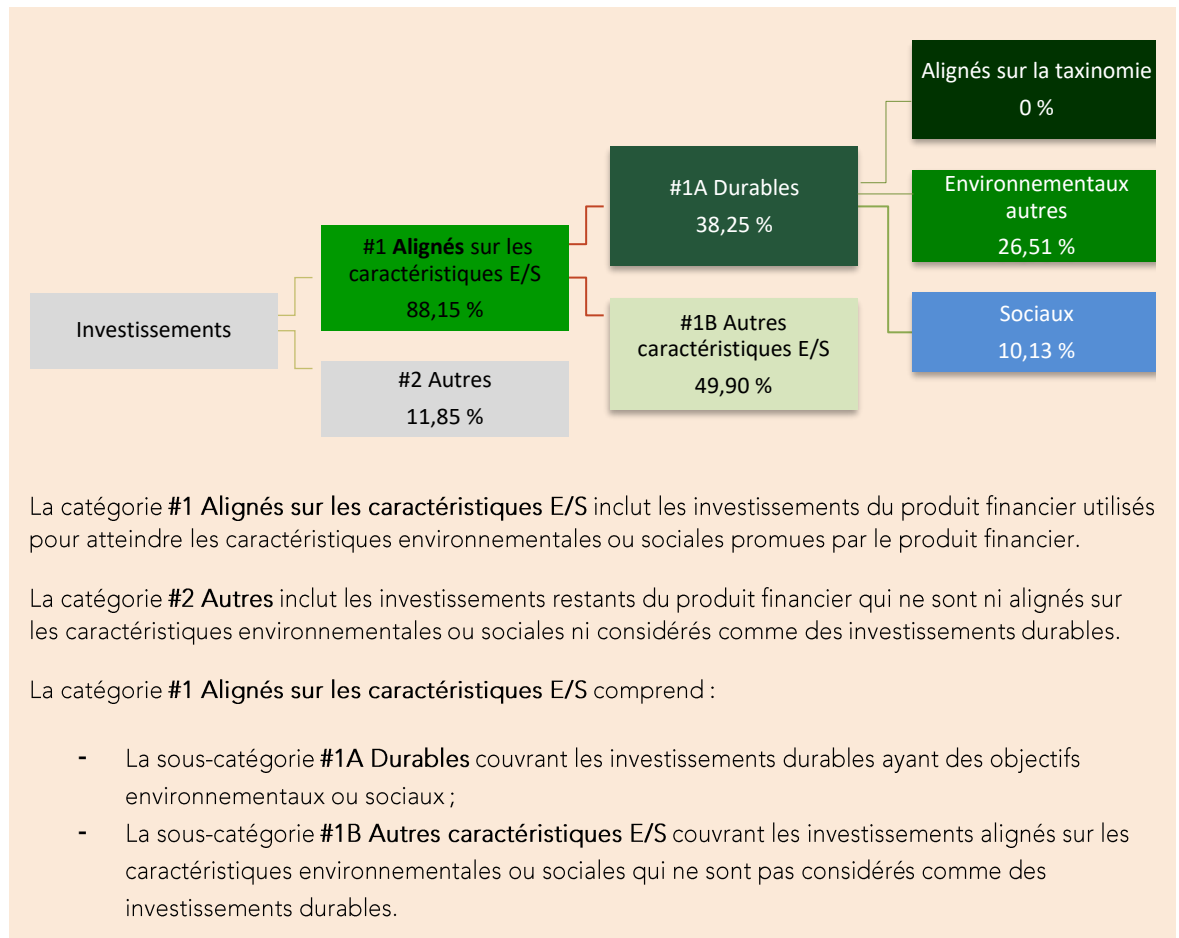 Alignés sur la taxinomie
0 %
#1A Durables
38,25 %
Environnementaux
autres
26,51 %
#1 Alignés sur les
caractéristiques E/S
88,15 %
Investissements
#1B Autres
caractéristiques E/S
49,90 %
Sociaux
10,13 %
#2 Autres
11,85 %
La catégorie #1 Alignés sur les caractéristiques E/S inclut les investissements du produit financier utilisés
pour atteindre les caractéristiques environnementales ou sociales promues par le produit financier.
La catégorie #2 Autres inclut les investissements restants du produit financier qui ne sont ni alignés sur
les caractéristiques environnementales ou sociales ni considérés comme des investissements durables.
La catégorie #1 Alignés sur les caractéristiques E/S comprend :
- La sous-catégorie #1A Durables couvrant les investissements durables ayant des objectifs
environnementaux ou sociaux ;
- La sous-catégorie #1B Autres caractéristiques E/S couvrant les investissements alignés sur les
caractéristiques environnementales ou sociales qui ne sont pas considérés comme des
investissements durables.